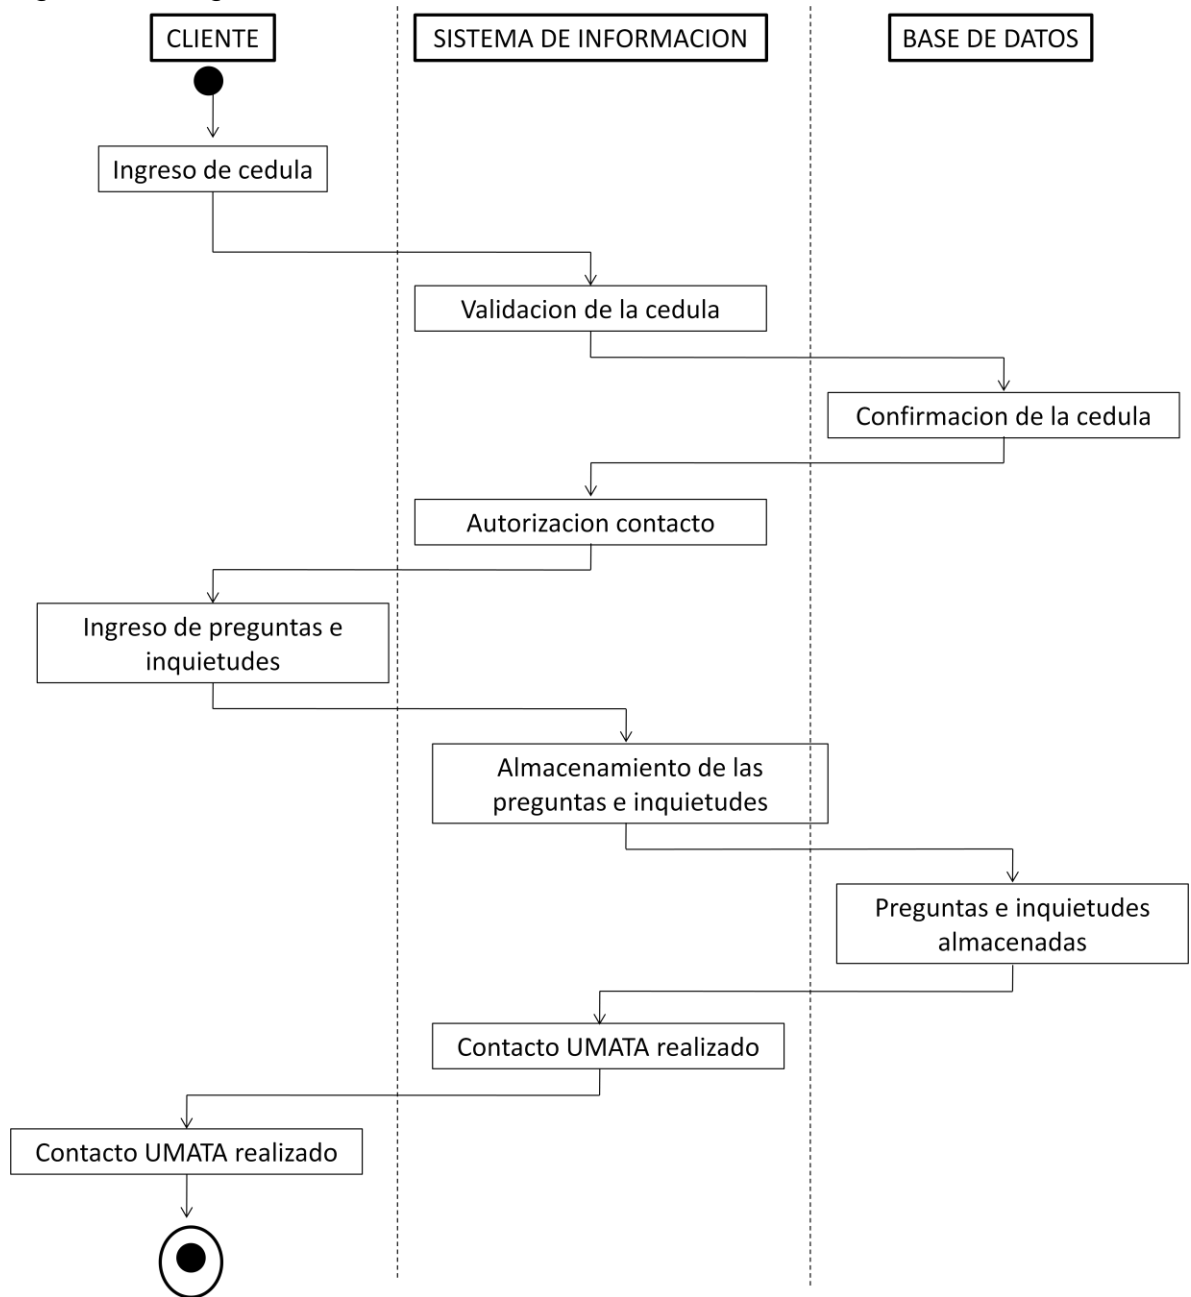 CLIENTE
SISTEMA DE INFORMACION
BASE DE DATOS
Ingreso de cedula
Validacion de la cedula
Confirmacion de la cedula
Autorizacion contacto
Ingreso de preguntas e
inquietudes
Almacenamiento de las
preguntas e inquietudes
Preguntas e inquietudes
almacenadas
Contacto UMATA realizado
Contacto UMATA realizado